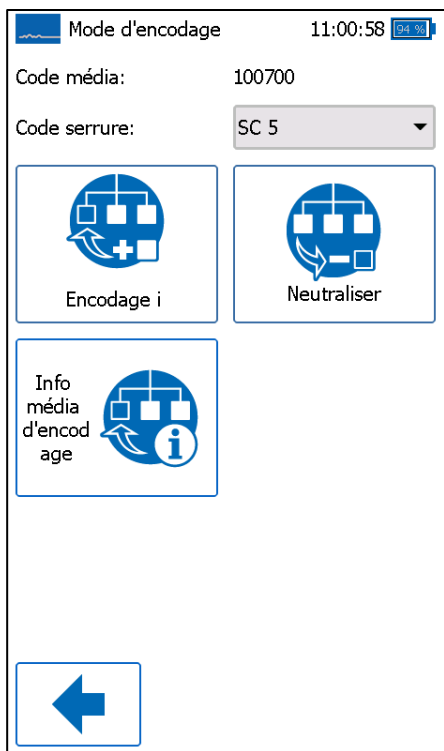 Mode d'encodage 11:00:58 94 %
Code média: 100700
Code serrure: SC 5
Encodage i
Neutraliser
Info
média
d'encod
age
i